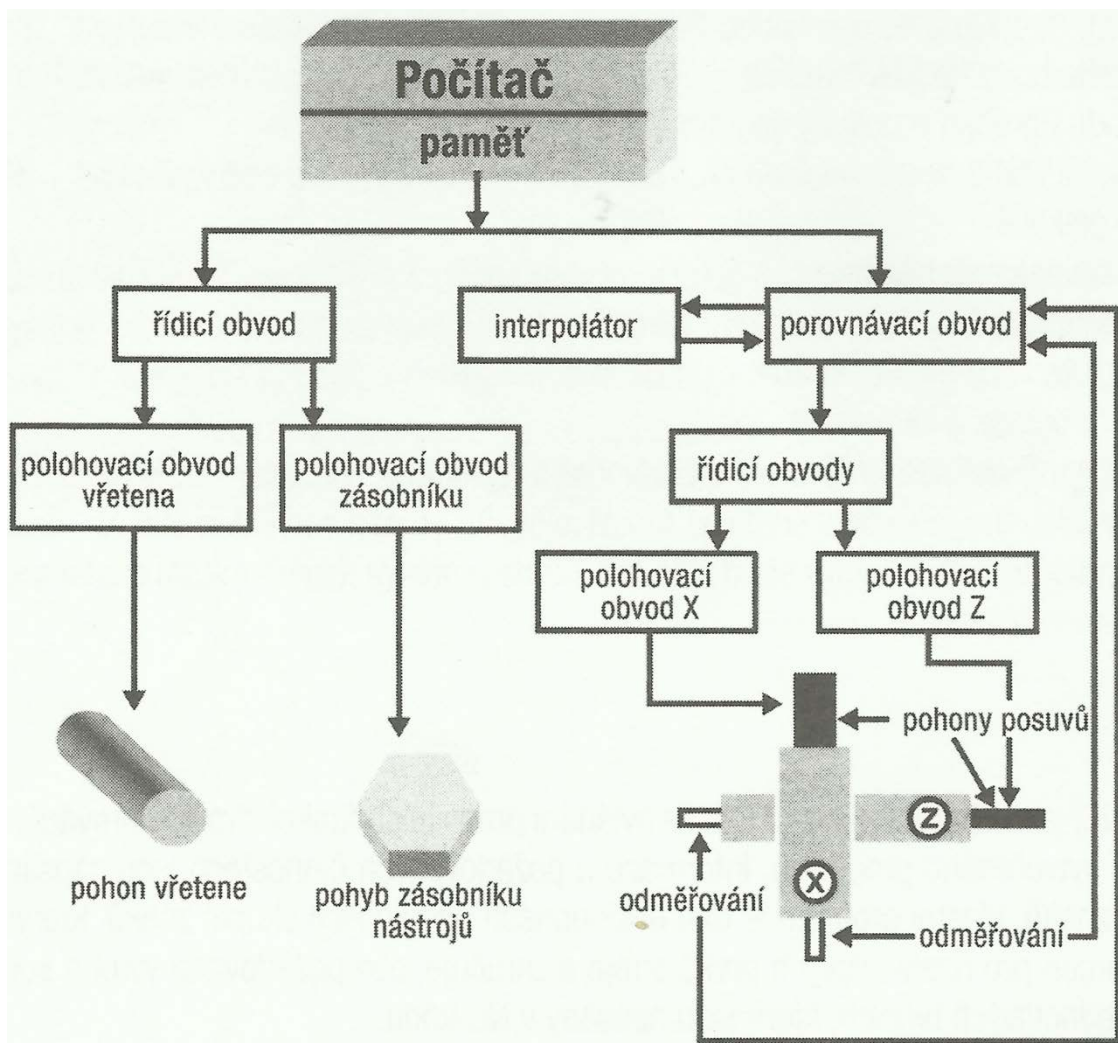 Počítač
paměť
řídicí obvod
interpolátor
porovnávací obvod
polohovací obvod
vřetena
polohovací obvod
zásobníku
řídicí obvody
polohovací
obvod X
polohovací
obvod Z
pohony posuvů
Z
X
pohon vřetene
pohyb zásobníku
nástrojů
odměřování
odměřování